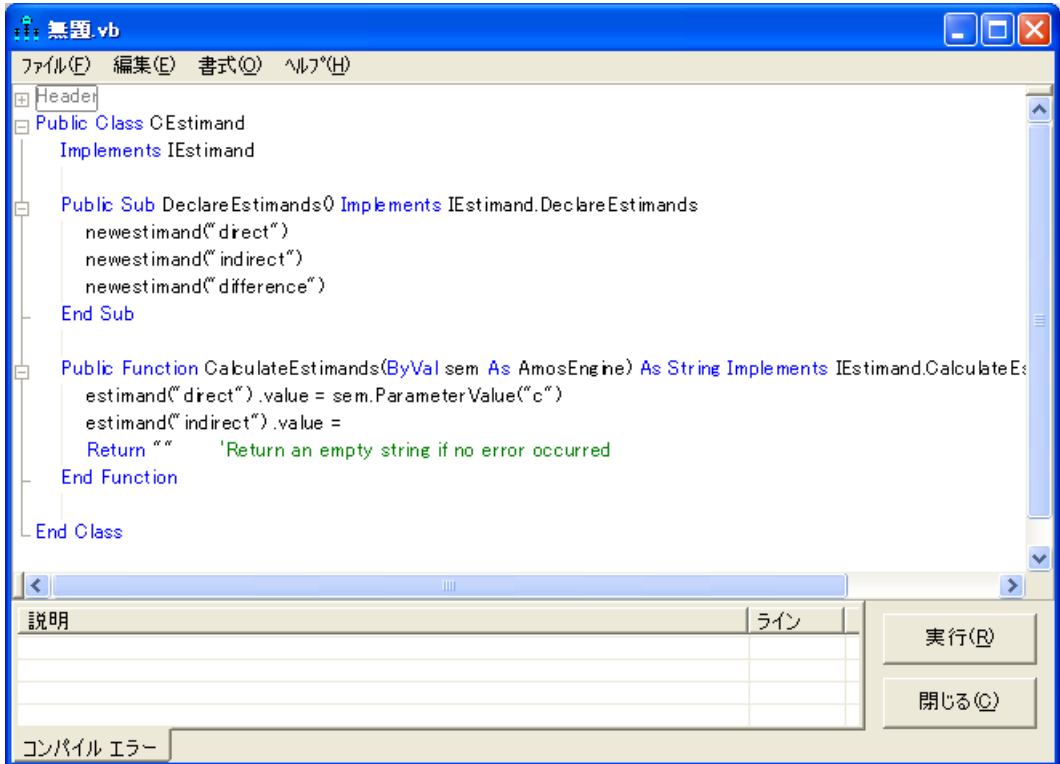 無題.vb
ファイル(F) 編集(E) 書式(O) ヘルプ(H)
Header
Public Class CEstimand
Implements IEstimand
Public Sub DeclareEstimands() Implements IEstimand.DeclareEstimands
newestimand("direct")
newestimand("indirect")
newestimand("difference")
End Sub
Public Function CalculateEstimands(ByVal sem As AmosEngine) As String Implements IEstimand.CalculateEs
estimand("direct").value = sem.ParameterValue("c")
estimand("indirect").value =
Return "" 'Return an empty string if no error occurred
End Function
End Class
説明 ライン
実行(R)
閉じる(C)
コンパイル エラー